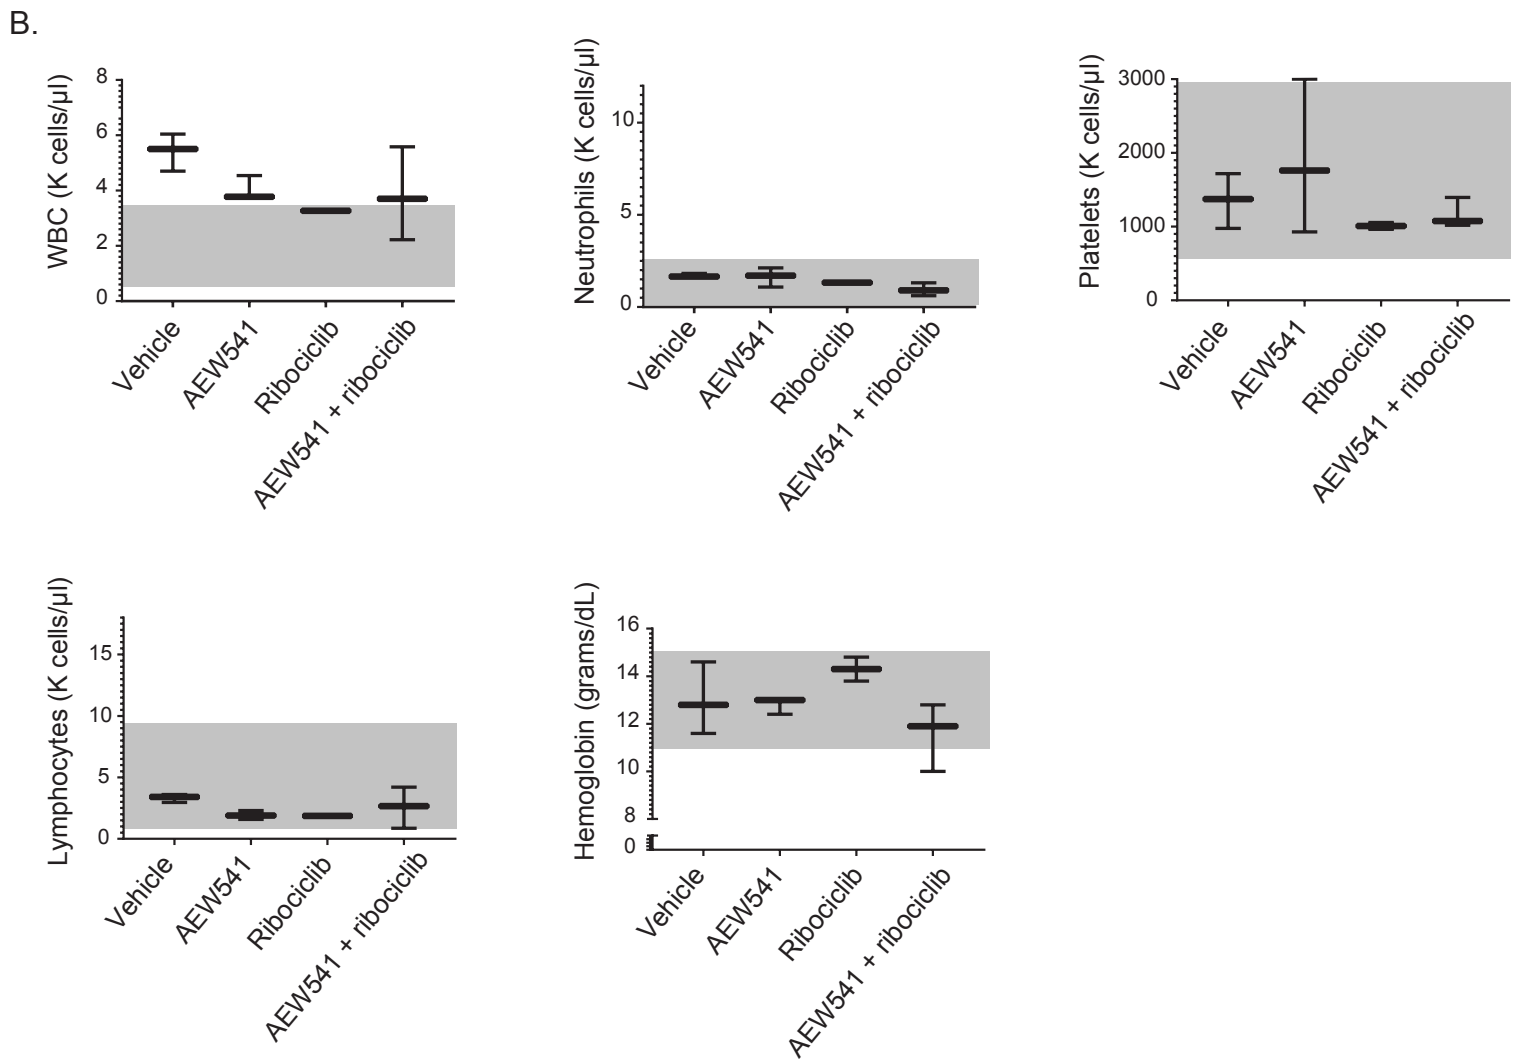 B.
WBC (K cells/µl)
8
6
4
2
0
Vehicle
AEW541
Ribociclib
AEW541 + ribociclib
Neutrophils (K cells/µl)
10
5
0
Vehicle
AEW541
Ribociclib
AEW541 + ribociclib
Platelets (K cells/µl)
3000
2000
1000
0
Vehicle
AEW541
Ribociclib
AEW541 + ribociclib
Lymphocytes (K cells/µl)
15
10
5
0
Vehicle
AEW541
Ribociclib
AEW541 + ribociclib
Hemoglobin (grams/dL)
16
14
12
10
8
0
Vehicle
AEW541
Ribociclib
AEW541 + ribociclib